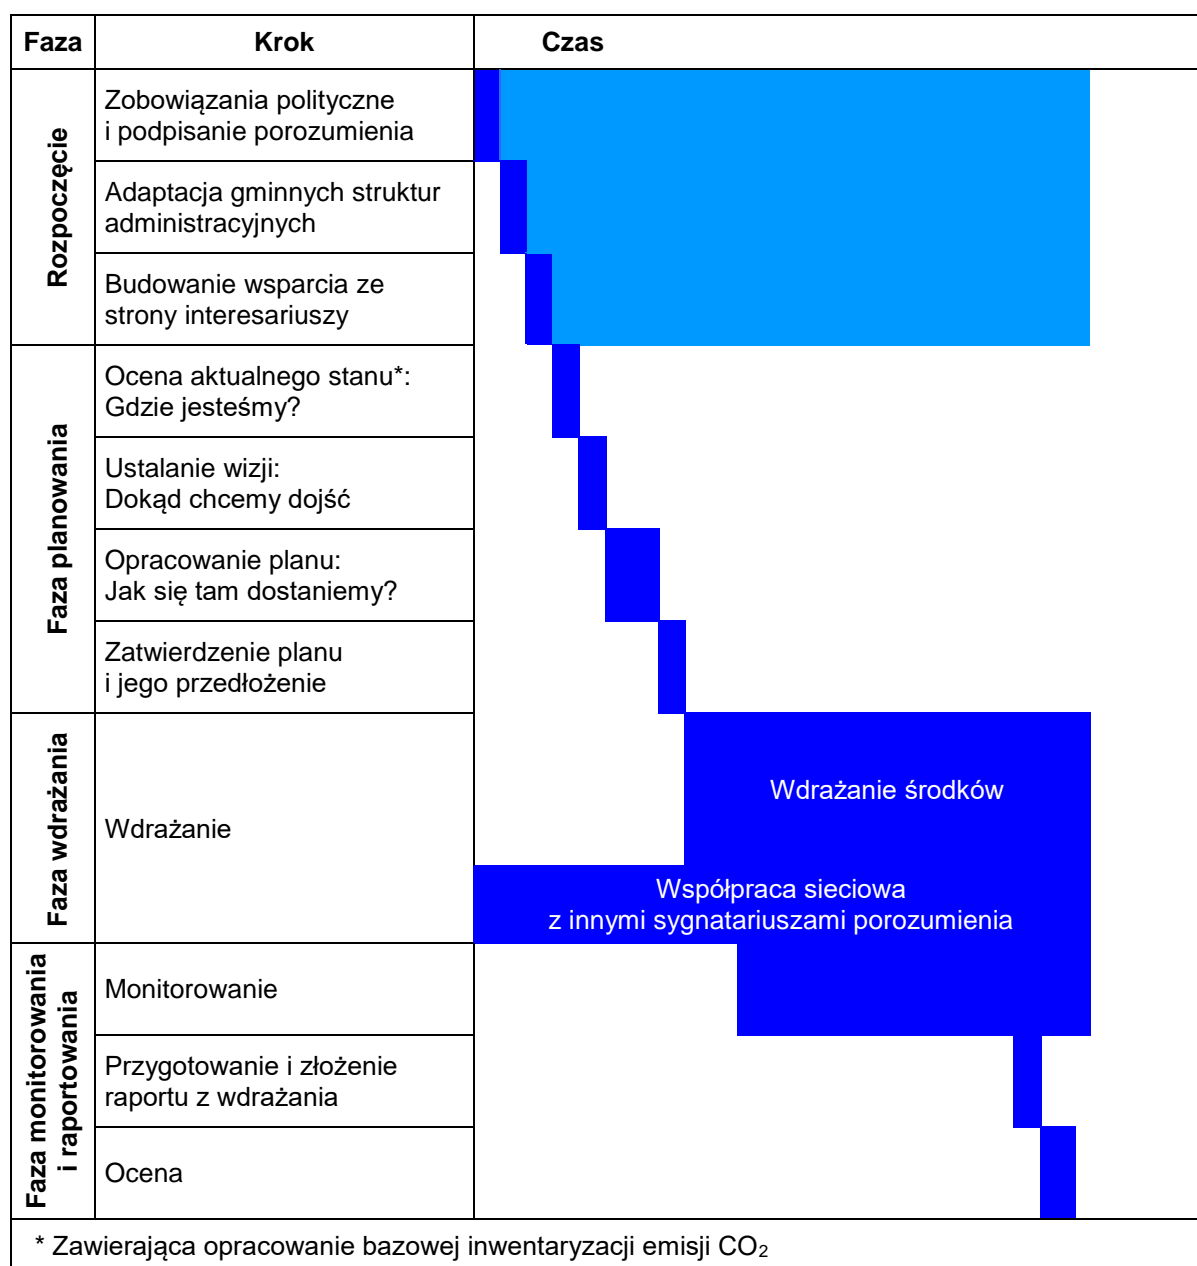 Faza Krok Czas
Rozpoczęcie
Zobowiązania polityczne
i podpisanie porozumienia
Adaptacja gminnych struktur
administracyjnych
Budowanie wsparcia ze
strony interesariuszy
Faza planowania
Ocena aktualnego stanu*:
Gdzie jesteśmy?
Ustalanie wizji:
Dokąd chcemy dojść
Opracowanie planu:
Jak się tam dostaniemy?
Zatwierdzenie planu
i jego przedłożenie
Faza wdrażania
Wdrażanie
Wdrażanie środków
Współpraca sieciowa
z innymi sygnatariuszami porozumienia
Faza monitorowania
i raportowania
Monitorowanie
Przygotowanie i złożenie
raportu z wdrażania
Ocena
* Zawierająca opracowanie bazowej inwentaryzacji emisji CO₂